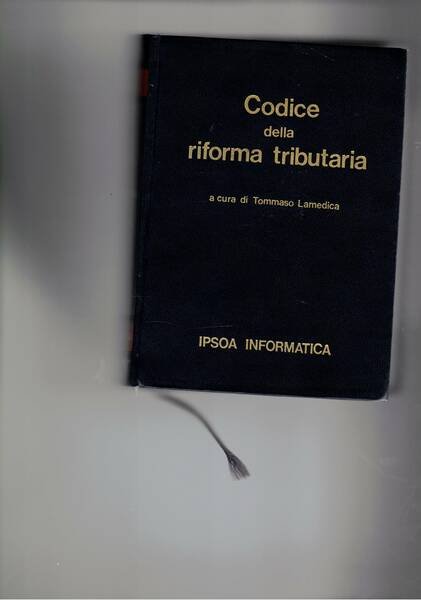 Codice
della
riforma tributaria
a cura di Tommaso Lamedica
IPSOA INFORMATICA